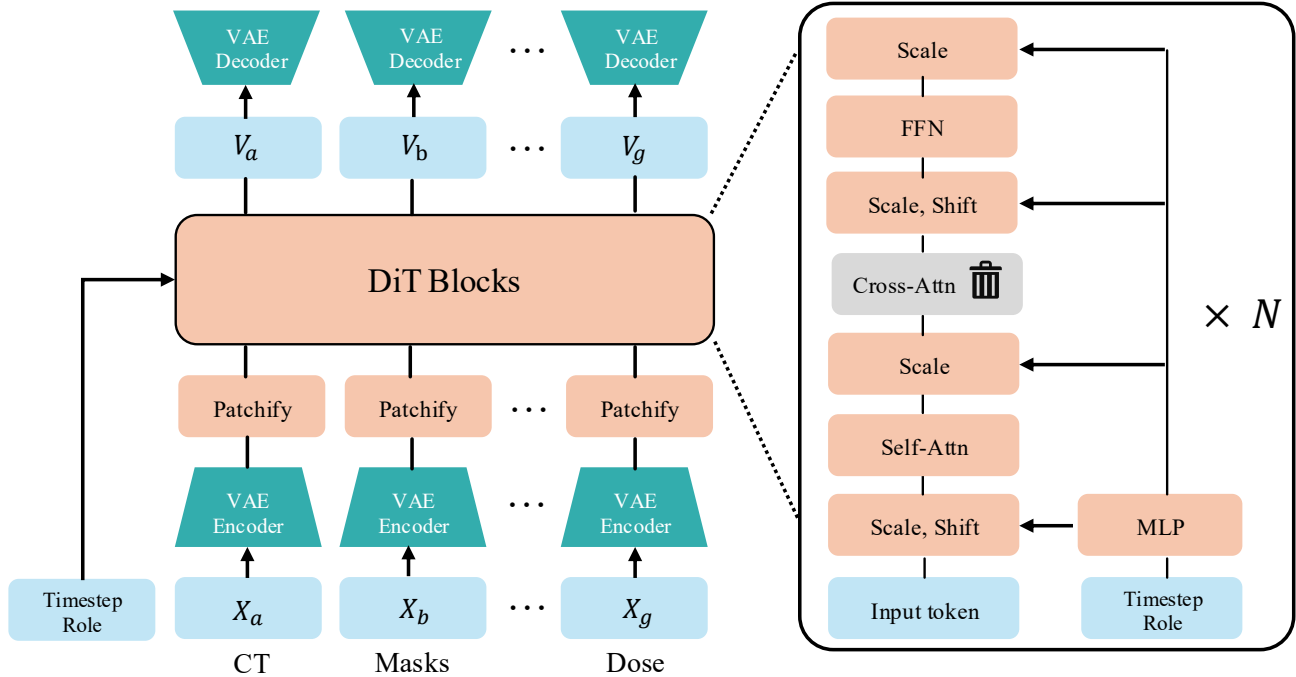 VAE
Decoder
VAE
Decoder
...
VAE
Decoder
V_a
V_b
...
V_g
DiT Blocks
Patchify
Patchify
...
Patchify
VAE
Encoder
VAE
Encoder
...
VAE
Encoder
Timestep
Role
X_a
X_b
...
X_g
CT
Masks
Dose
Scale
FFN
Scale, Shift
Cross-Attn
Scale
Self-Attn
Scale, Shift
MLP
Input token
Timestep
Role
× N